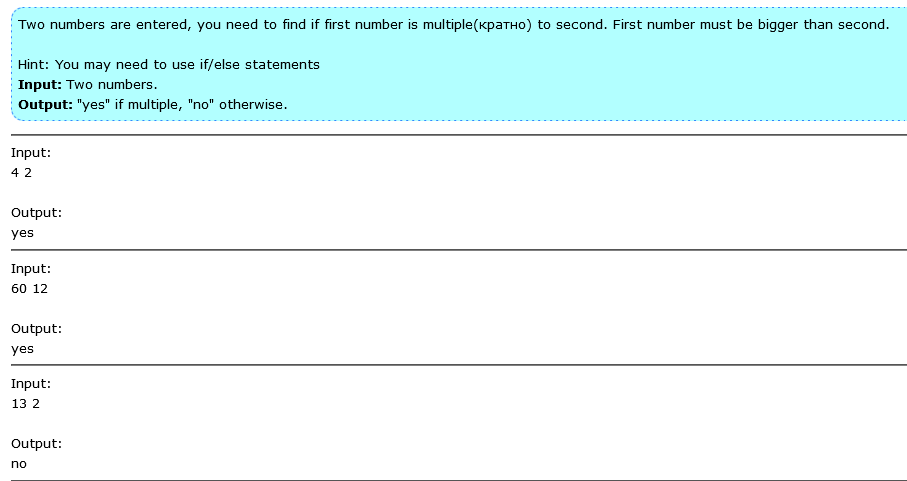 Two numbers are entered, you need to find if first number is multiple(кратно) to second. First number must be bigger than second.
Hint: You may need to use if/else statements
Input: Two numbers.
Output: "yes" if multiple, "no" otherwise.
Input:
4 2
Output:
yes
Input:
60 12
Output:
yes
Input:
13 2
Output:
no